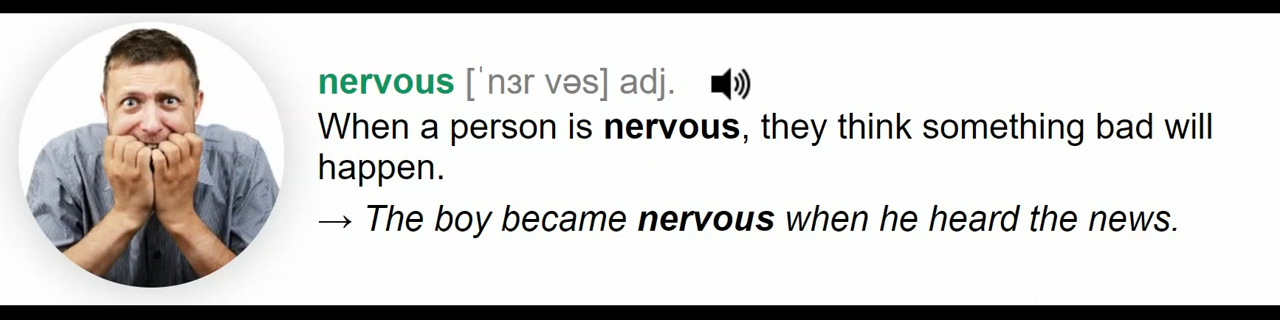 nervous [ˈnɜr vəs] adj.
When a person is nervous, they think something bad will
happen.
→ The boy became nervous when he heard the news.